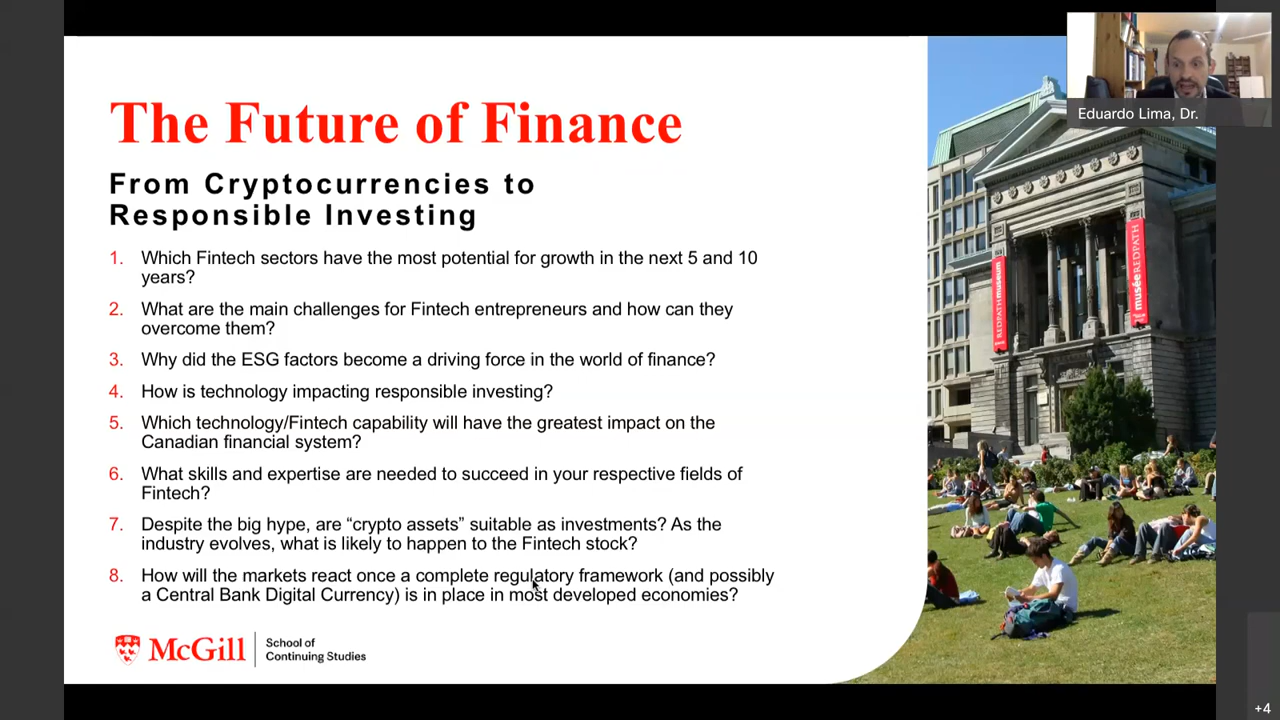 The Future of Finance
From Cryptocurrencies to
Responsible Investing
1. Which Fintech sectors have the most potential for growth in the next 5 and 10
years?
2. What are the main challenges for Fintech entrepreneurs and how can they
overcome them?
3. Why did the ESG factors become a driving force in the world of finance?
4. How is technology impacting responsible investing?
5. Which technology/Fintech capability will have the greatest impact on the
Canadian financial system?
6. What skills and expertise are needed to succeed in your respective fields of
Fintech?
7. Despite the big hype, are “crypto assets” suitable as investments? As the
industry evolves, what is likely to happen to the Fintech stock?
8. How will the markets react once a complete regulatory framework (and possibly
a Central Bank Digital Currency) is in place in most developed economies?
McGill
School of
Continuing Studies
Eduardo Lima, Dr.
REDPATH museum
musée REDPATH
+4